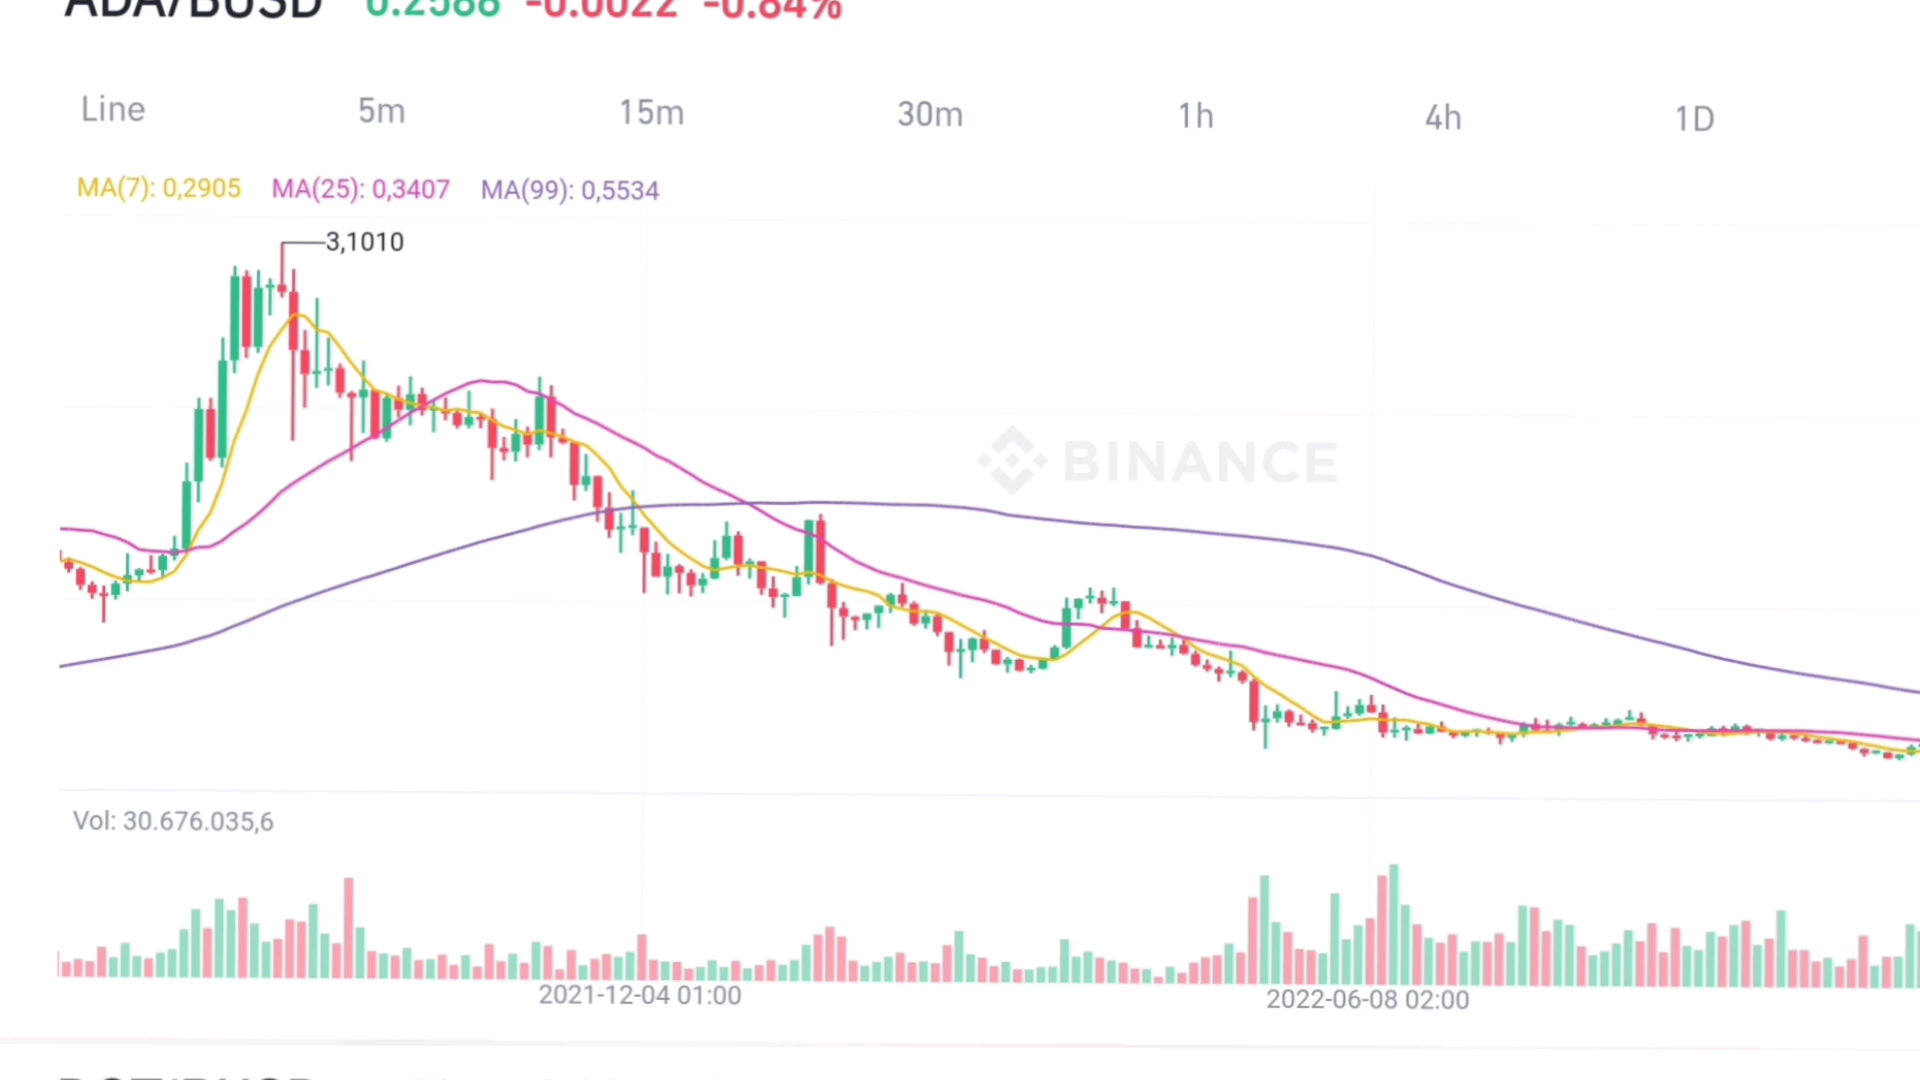 ADA/BUSD 0.2588 -0.0022 -0.84%
Line 5m 15m 30m 1h 4h 1D
MA(7): 0,2905 MA(25): 0,3407 MA(99): 0,5534
3,1010
BINANCE
Vol: 30.676.035,6
2021-12-04 01:00 2022-06-08 02:00